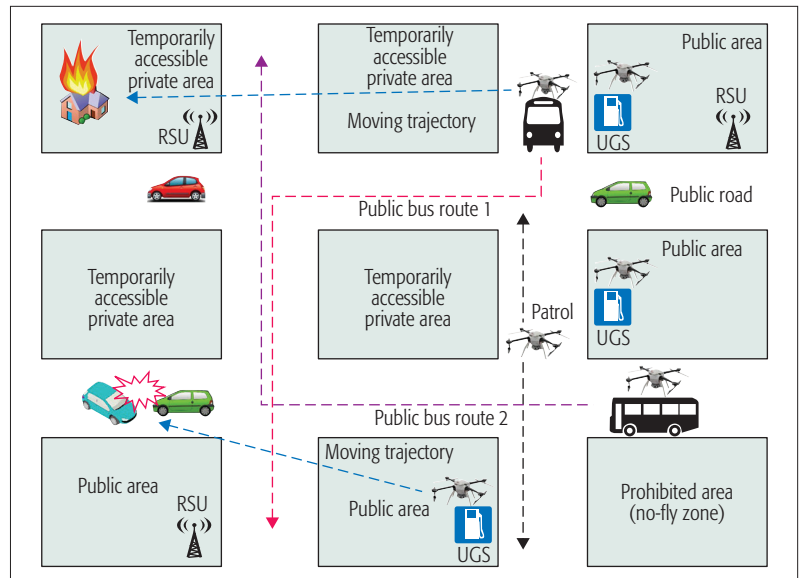 Temporarily
accessible
private area
RSU
Temporarily
accessible
private area
Moving trajectory
Public area
UGS
RSU
Public bus route 1
Public road
Temporarily
accessible
private area
Temporarily
accessible
private area
Patrol
Public area
UGS
Public bus route 2
Public area
RSU
Moving trajectory
Public area
UGS
Prohibited area
(no-fly zone)